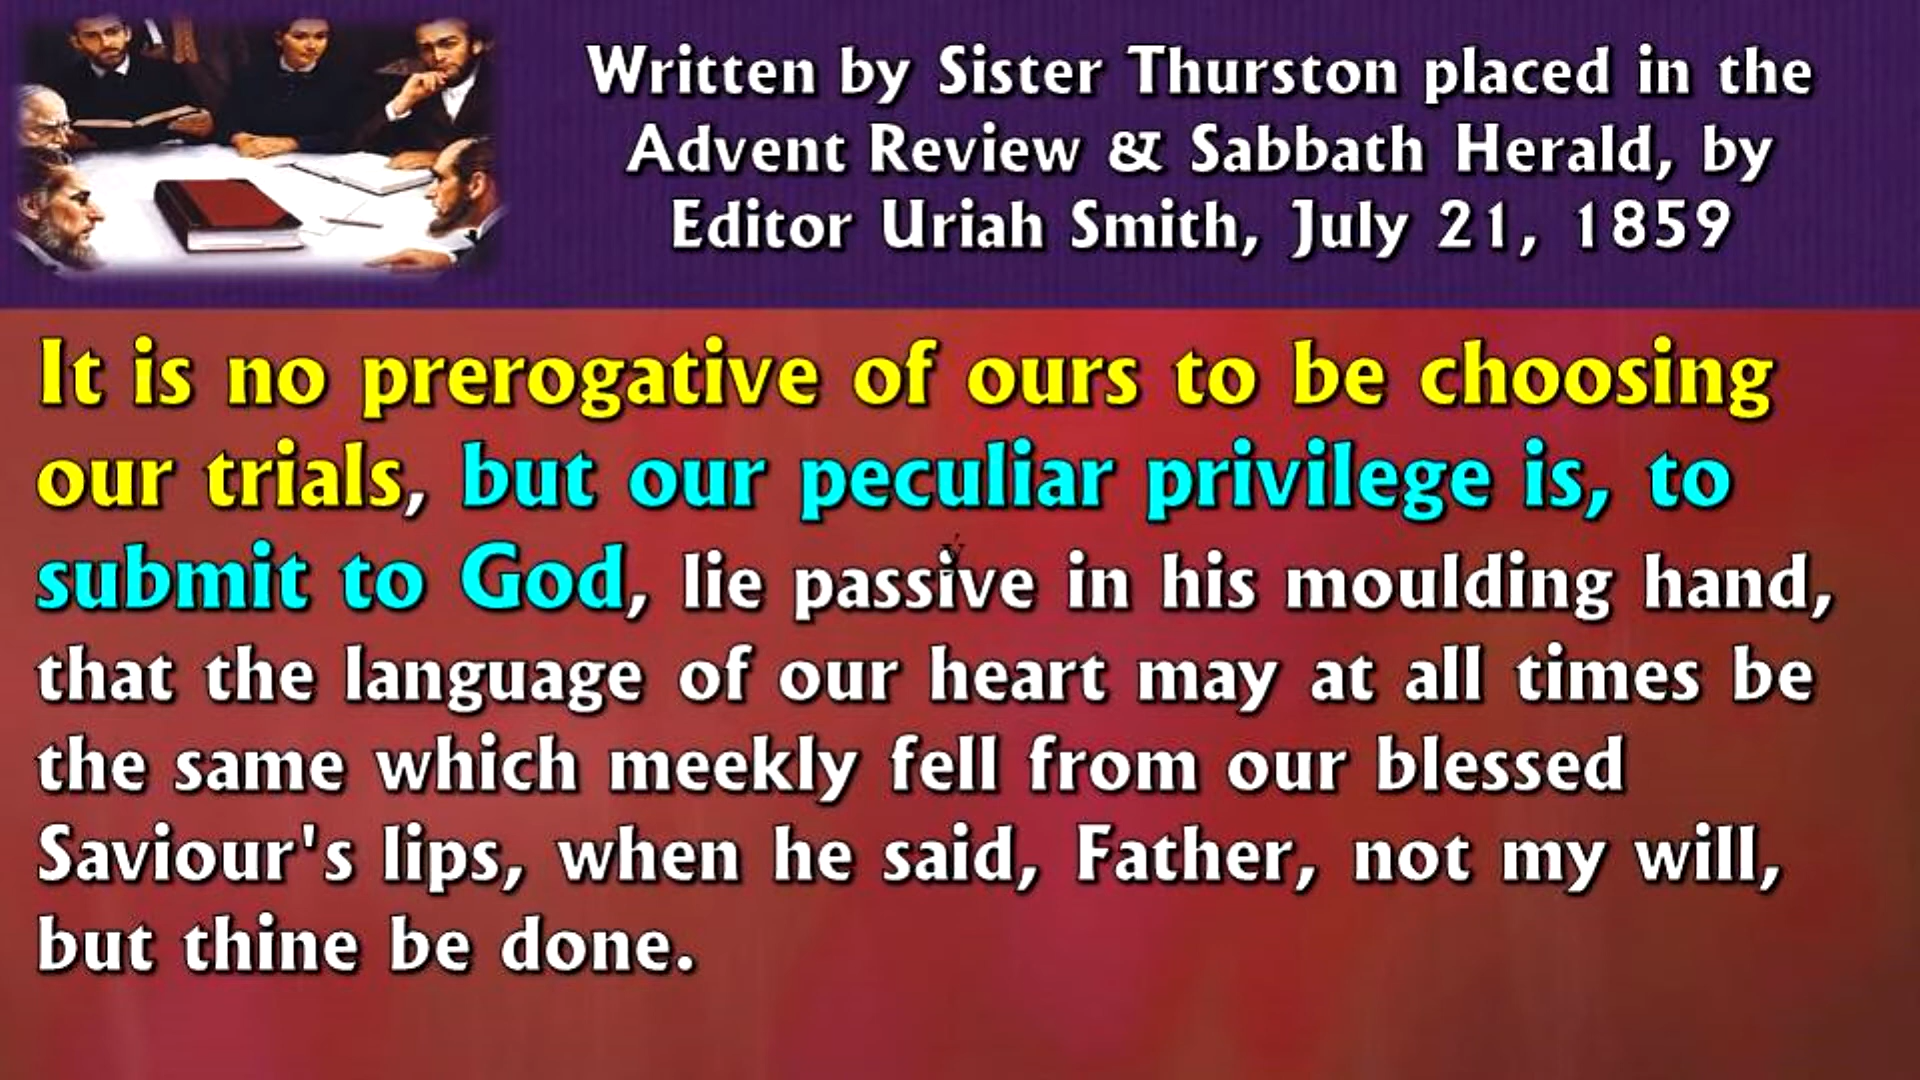 Written by Sister Thurston placed in the
Advent Review & Sabbath Herald, by
Editor Uriah Smith, July 21, 1859
It is no prerogative of ours to be choosing
our trials, but our peculiar privilege is, to
submit to God, lie passive in his moulding hand,
that the language of our heart may at all times be
the same which meekly fell from our blessed
Saviour's lips, when he said, Father, not my will,
but thine be done.